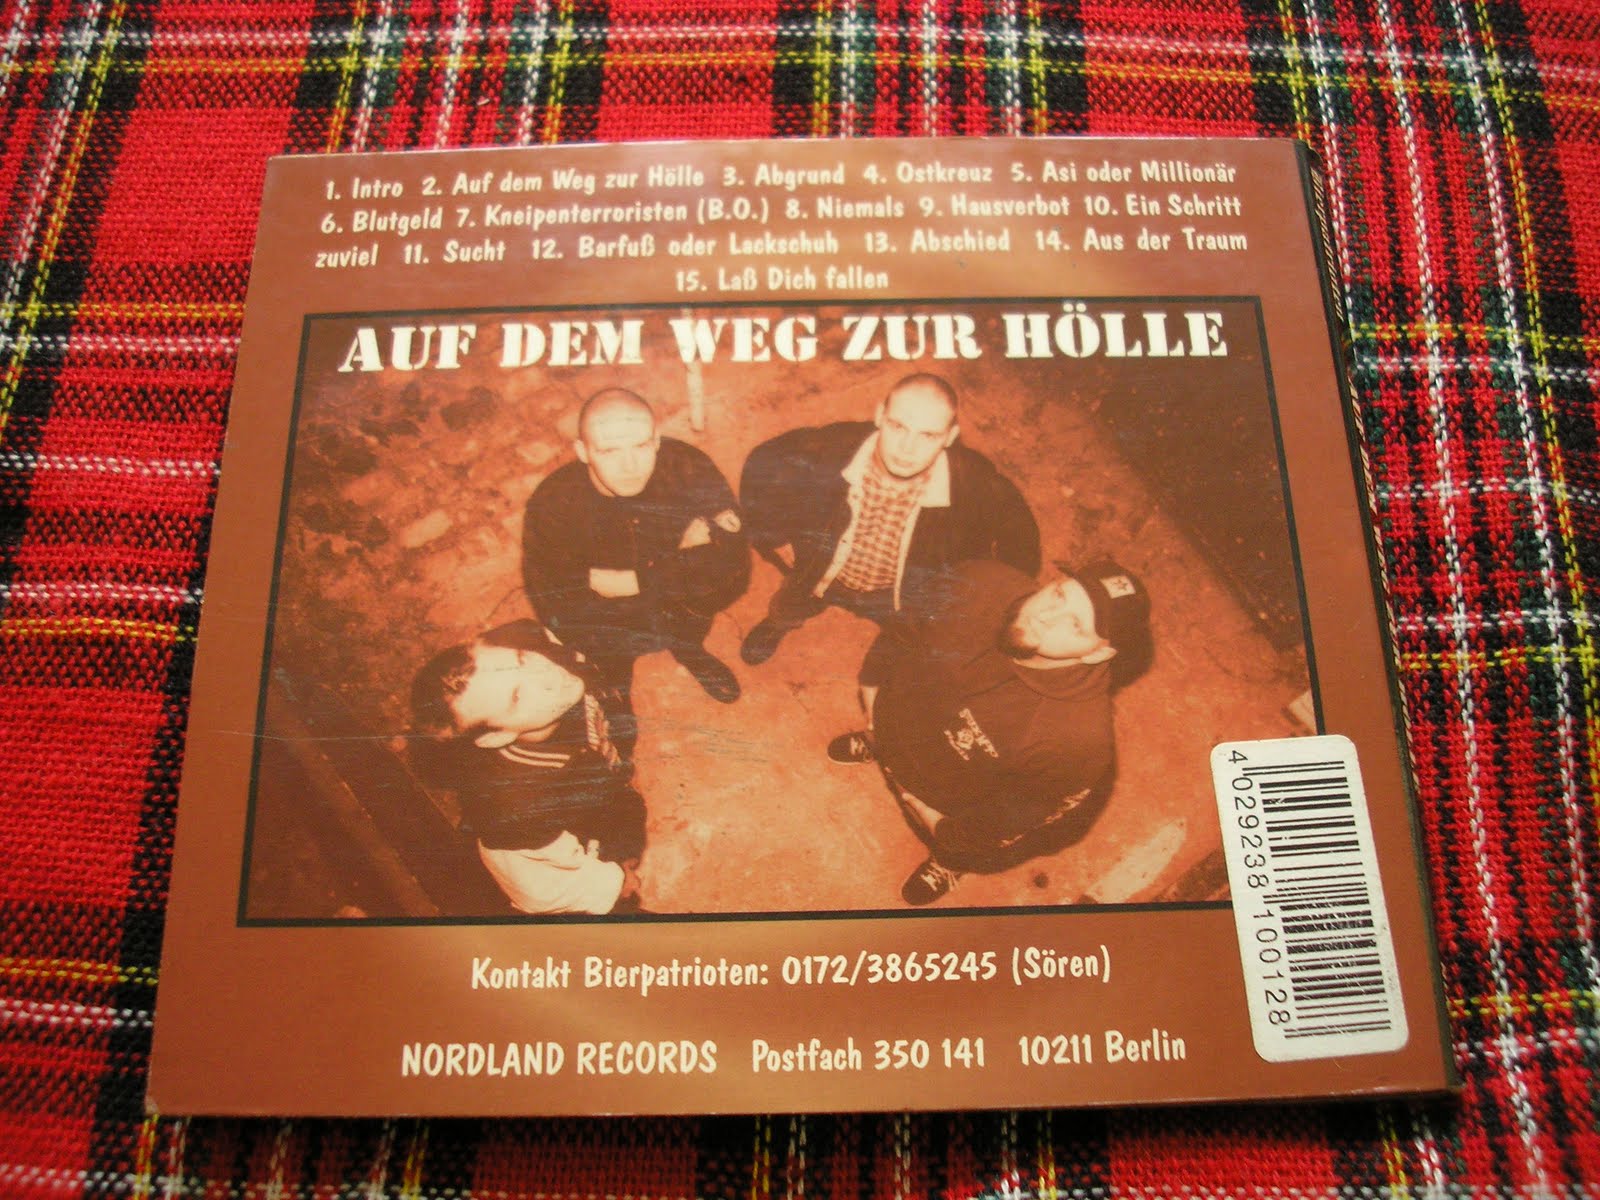 1. Intro 2. Auf dem Weg zur Hölle 3. Abgrund 4. Ostkreuz 5. Asi oder Millionär
6. Blutgeld 7. Kneipenterroristen (B.O.) 8. Niemals 9. Hausverbot 10. Ein Schritt
zuviel 11. Sucht 12. Barfuß oder Lackschuh 13. Abschied 14. Aus der Traum
15. Laß Dich fallen
AUF DEM WEG ZUR HÖLLE
Kontakt Bierpatrioten: 0172/3865245 (Sören)
NORDLAND RECORDS Postfach 350 141 10211 Berlin
4 029238 100128